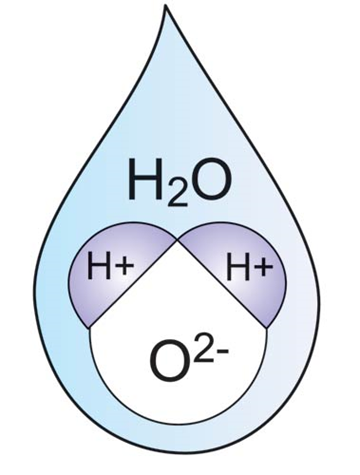 H₂O
H+ H+
O²⁻